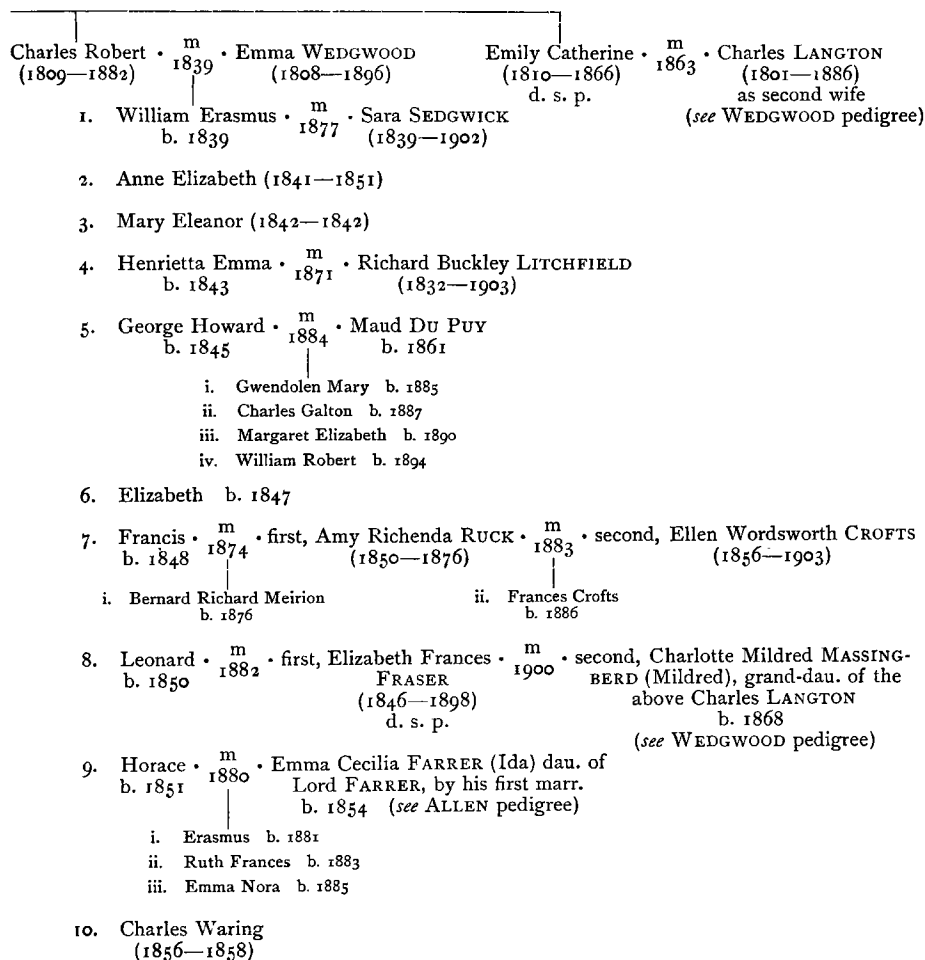 Charles Robert · m 1839 · Emma WEDGWOOD
(1809—1882) (1808—1896)
Emily Catherine · m 1863 · Charles LANGTON
(1810—1866) (1801—1886)
d. s. p. as second wife
(see WEDGWOOD pedigree)
1. William Erasmus · m 1877 · Sara SEDGWICK
b. 1839 (1839—1902)
2. Anne Elizabeth (1841—1851)
3. Mary Eleanor (1842—1842)
4. Henrietta Emma · m 1871 · Richard Buckley LITCHFIELD
b. 1843 (1832—1903)
5. George Howard · m 1884 · Maud DU PUY
b. 1845 b. 1861
i. Gwendolen Mary b. 1885
ii. Charles Galton b. 1887
iii. Margaret Elizabeth b. 1890
iv. William Robert b. 1894
6. Elizabeth b. 1847
7. Francis · m 1874 · first, Amy Richenda RUCK · m 1883 · second, Ellen Wordsworth CROFTS
b. 1848 (1850—1876) (1856—1903)
i. Bernard Richard Meirion ii. Frances Crofts
b. 1876 b. 1886
8. Leonard · m 1882 · first, Elizabeth Frances · m 1900 · second, Charlotte Mildred MASSING-
b. 1850 FRASER BERD (Mildred), grand-dau. of the
(1846—1898) above Charles LANGTON
d. s. p. b. 1868
(see WEDGWOOD pedigree)
9. Horace · m 1880 · Emma Cecilia FARRER (Ida) dau. of
b. 1851 Lord FARRER, by his first marr.
b. 1854 (see ALLEN pedigree)
i. Erasmus b. 1881
ii. Ruth Frances b. 1883
iii. Emma Nora b. 1885
10. Charles Waring
(1856—1858)